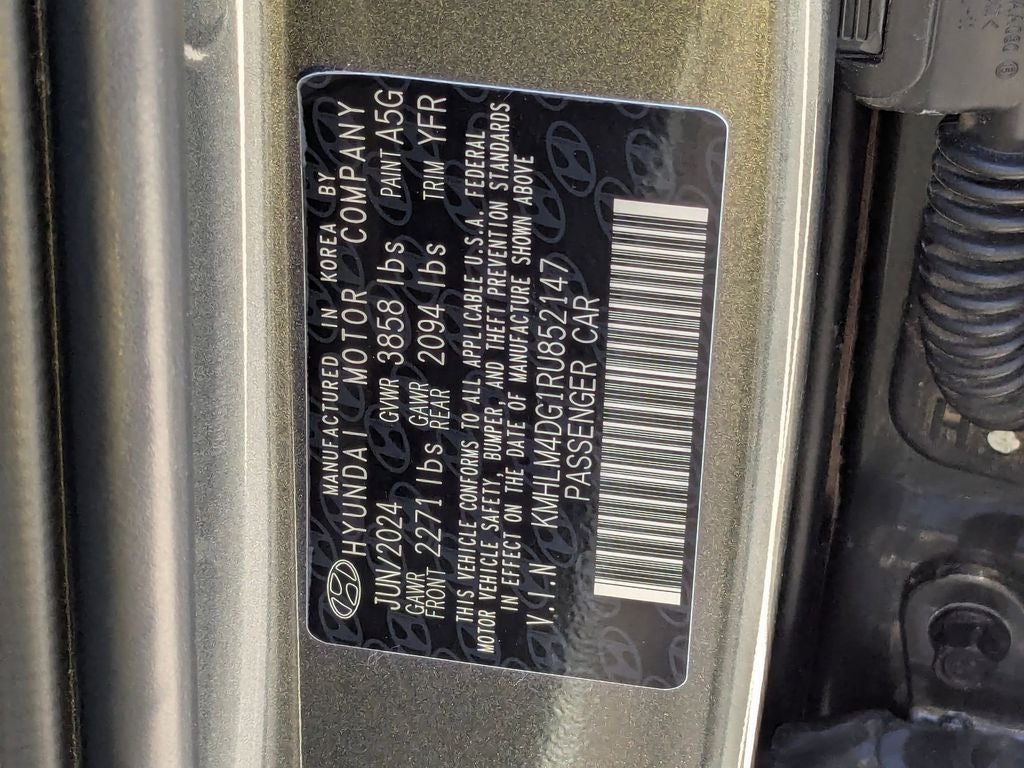 MANUFACTURED IN KOREA BY
HYUNDAI MOTOR COMPANY
JUN/2024 GVWR 3858 lbs PAINT A5G
GAWR FRONT 2271 lbs GAWR REAR 2094 lbs TRIM YFR
THIS VEHICLE CONFORMS TO ALL APPLICABLE U.S.A. FEDERAL
MOTOR VEHICLE SAFETY, BUMPER AND THEFT PREVENTION STANDARDS
IN EFFECT ON THE DATE OF MANUFACTURE SHOWN ABOVE
V.I.N KMHLM4DG1RU852147
PASSENGER CAR